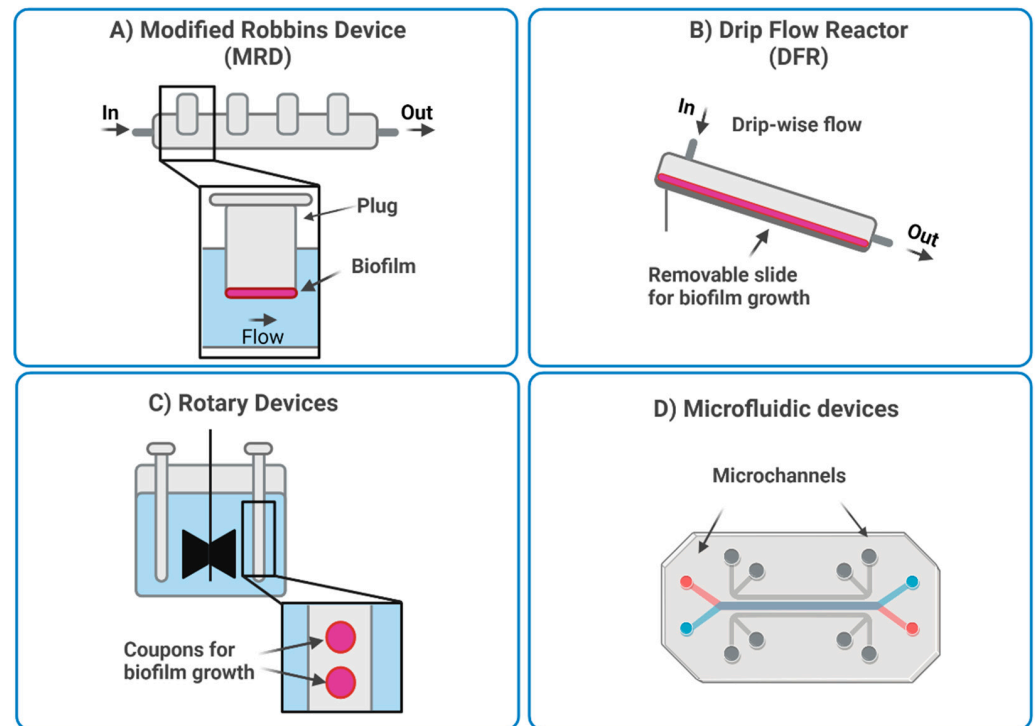 A) Modified Robbins Device
(MRD)
In
Out
Plug
Biofilm
Flow
B) Drip Flow Reactor
(DFR)
In
Drip-wise flow
Out
Removable slide
for biofilm growth
C) Rotary Devices
Coupons for
biofilm growth
D) Microfluidic devices
Microchannels